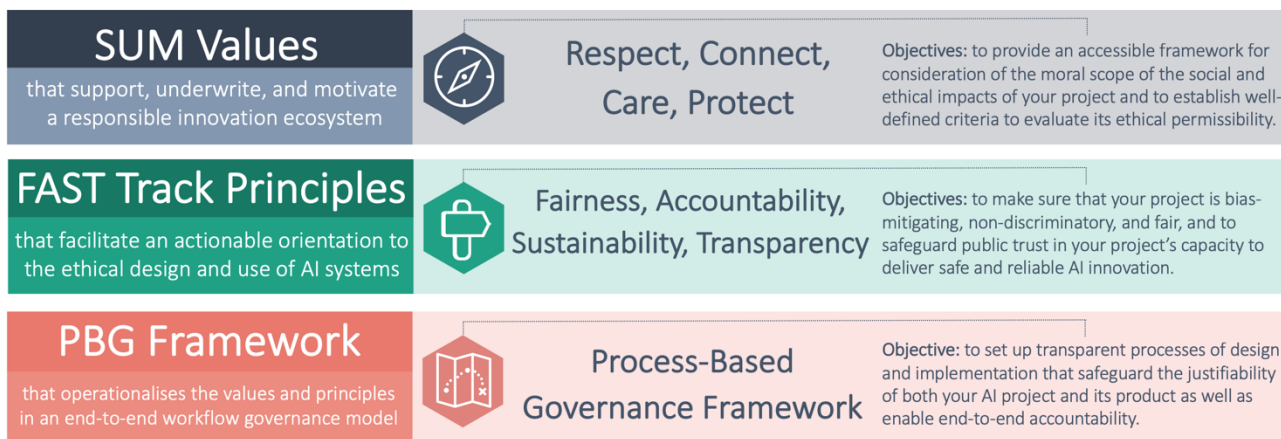 SUM Values
that support, underwrite, and motivate
a responsible innovation ecosystem
Respect, Connect,
Care, Protect
Objectives: to provide an accessible framework for
consideration of the moral scope of the social and
ethical impacts of your project and to establish well-
defined criteria to evaluate its ethical permissibility.
FAST Track Principles
that facilitate an actionable orientation to
the ethical design and use of AI systems
Fairness, Accountability,
Sustainability, Transparency
Objectives: to make sure that your project is bias-
mitigating, non-discriminatory, and fair, and to
safeguard public trust in your project's capacity to
deliver safe and reliable AI innovation.
PBG Framework
that operationalises the values and principles
in an end-to-end workflow governance model
Process-Based
Governance Framework
Objective: to set up transparent processes of design
and implementation that safeguard the justifiability
of both your AI project and its product as well as
enable end-to-end accountability.